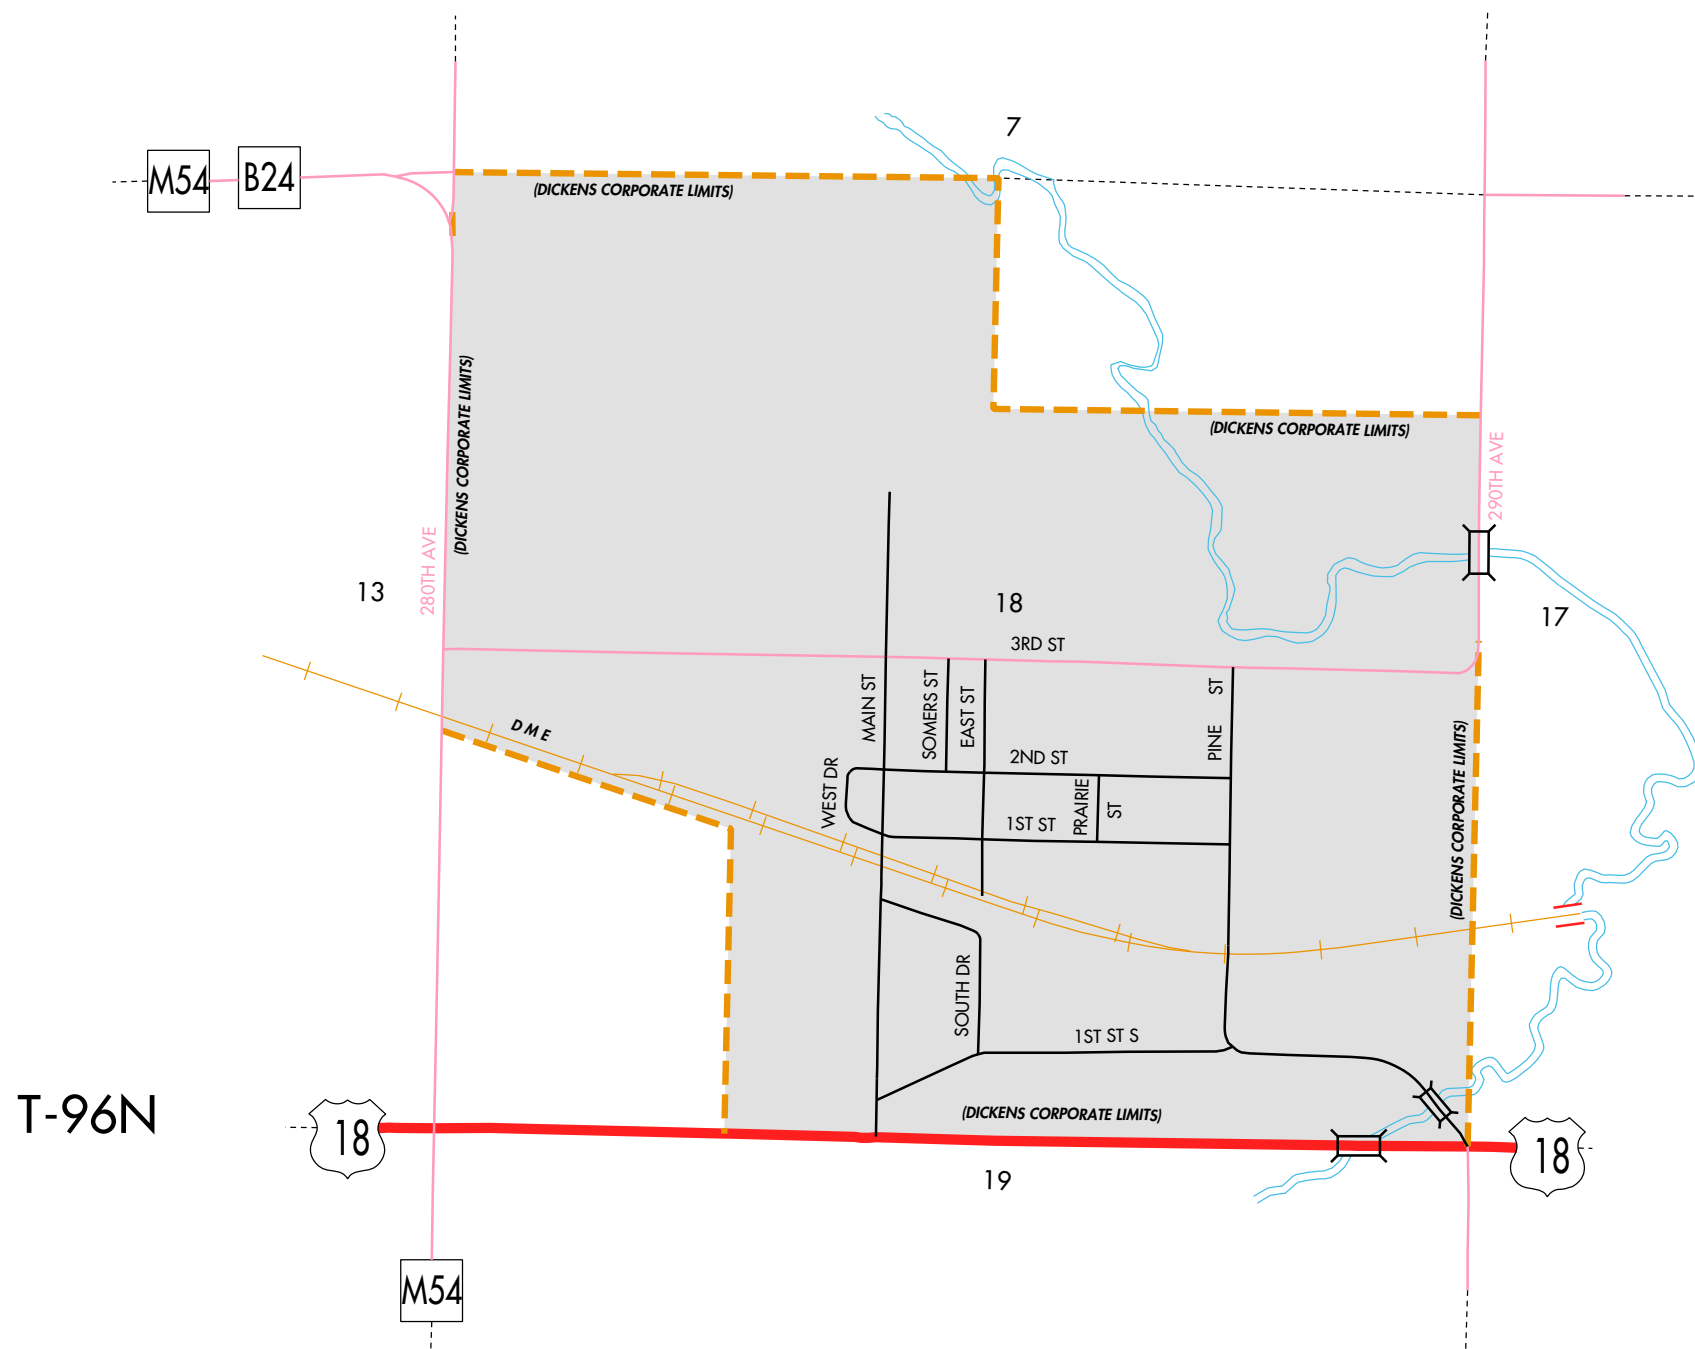 7
M54
B24
(DICKENS CORPORATE LIMITS)
(DICKENS CORPORATE LIMITS)
(DICKENS CORPORATE LIMITS)
290TH AVE
280TH AVE
13
18
17
3RD ST
MAIN ST
SOMERS ST
EAST ST
PINE ST
DME
2ND ST
WEST DR
PRAIRIE ST
1ST ST
(DICKENS CORPORATE LIMITS)
SOUTH DR
1ST ST S
T-96N
18
(DICKENS CORPORATE LIMITS)
18
19
M54